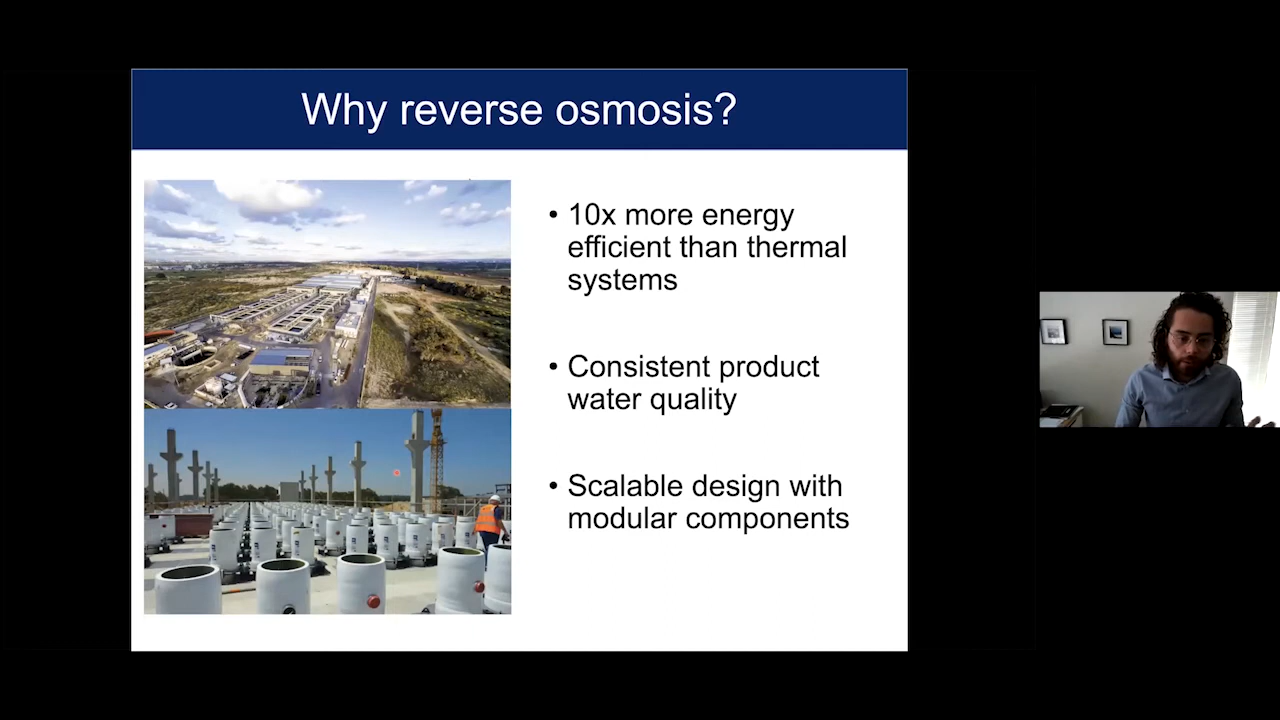 Why reverse osmosis?
• 10x more energy
efficient than thermal
systems
• Consistent product
water quality
• Scalable design with
modular components